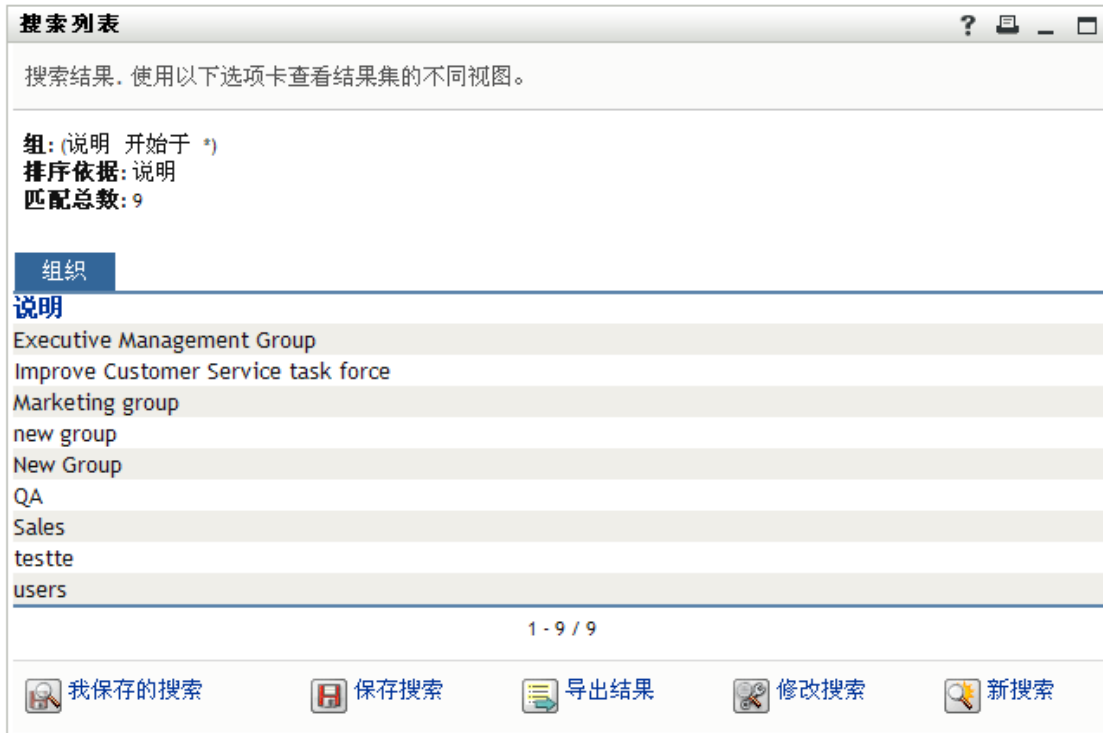 搜索列表 ?
搜索结果. 使用以下选项卡查看结果集的不同视图。
组: (说明 开始于 *)
排序依据: 说明
匹配总数: 9
组织
说明
Executive Management Group
Improve Customer Service task force
Marketing group
new group
New Group
QA
Sales
testte
users
1 - 9 / 9
我保存的搜索 保存搜索 导出结果 修改搜索 新搜索